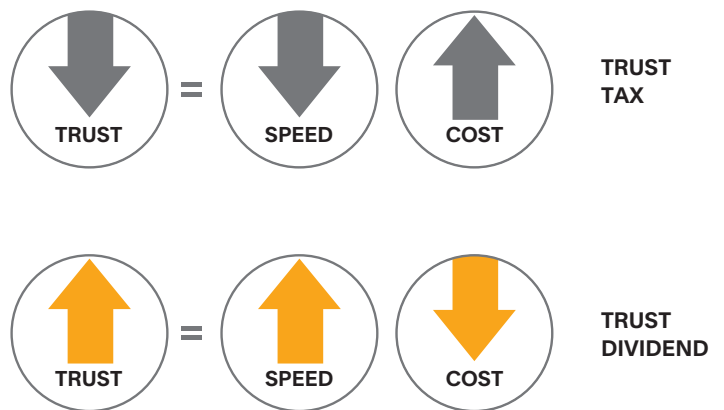 TRUST = SPEED COST
TRUST
TAX
TRUST = SPEED COST
TRUST
DIVIDEND